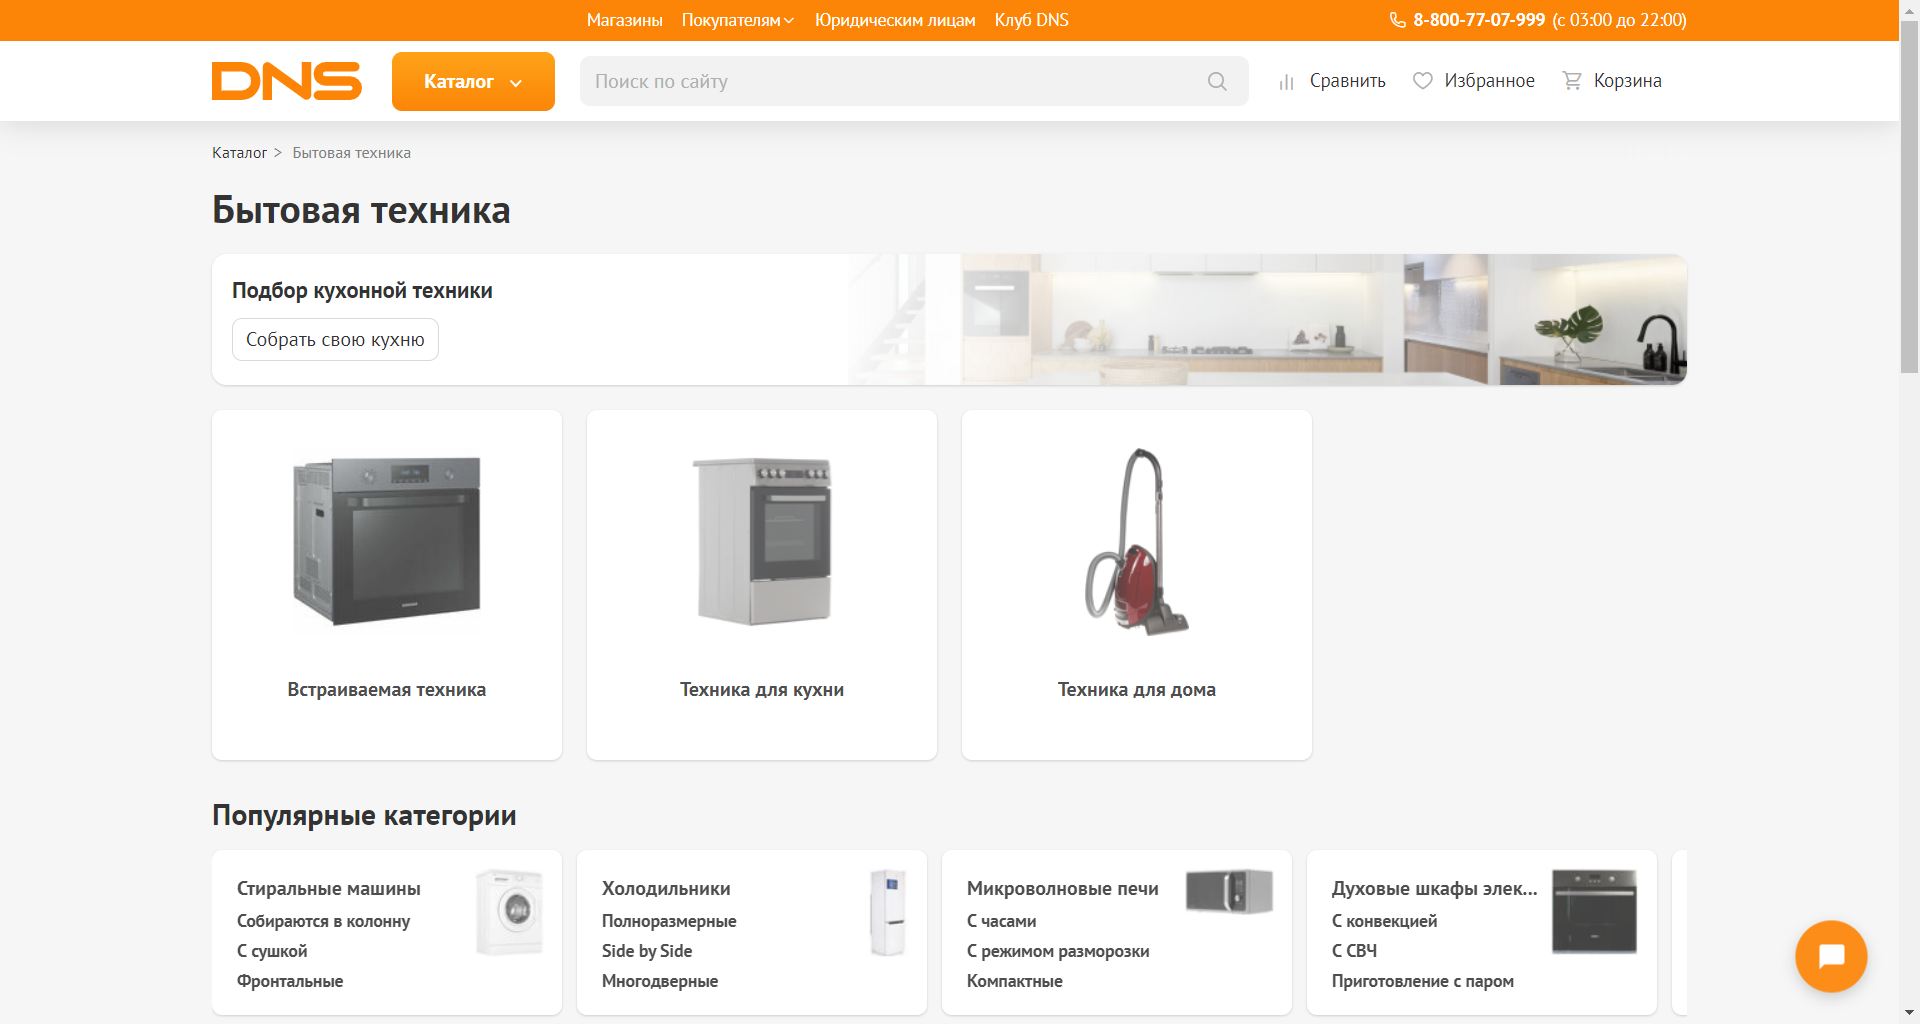 Магазины Покупателям Юридическим лицам Клуб DNS 8-800-77-07-999 (с 03:00 до 22:00)
DNS Каталог Поиск по сайту Сравнить Избранное Корзина
Каталог > Бытовая техника
Бытовая техника
Подбор кухонной техники
Собрать свою кухню
Встраиваемая техника Техника для кухни Техника для дома
Популярные категории
Стиральные машины
Собираются в колонну
С сушкой
Фронтальные
Холодильники
Полноразмерные
Side by Side
Многодверные
Микроволновые печи
С часами
С режимом разморозки
Компактные
Духовые шкафы элек...
С конвекцией
С СВЧ
Приготовление с паром